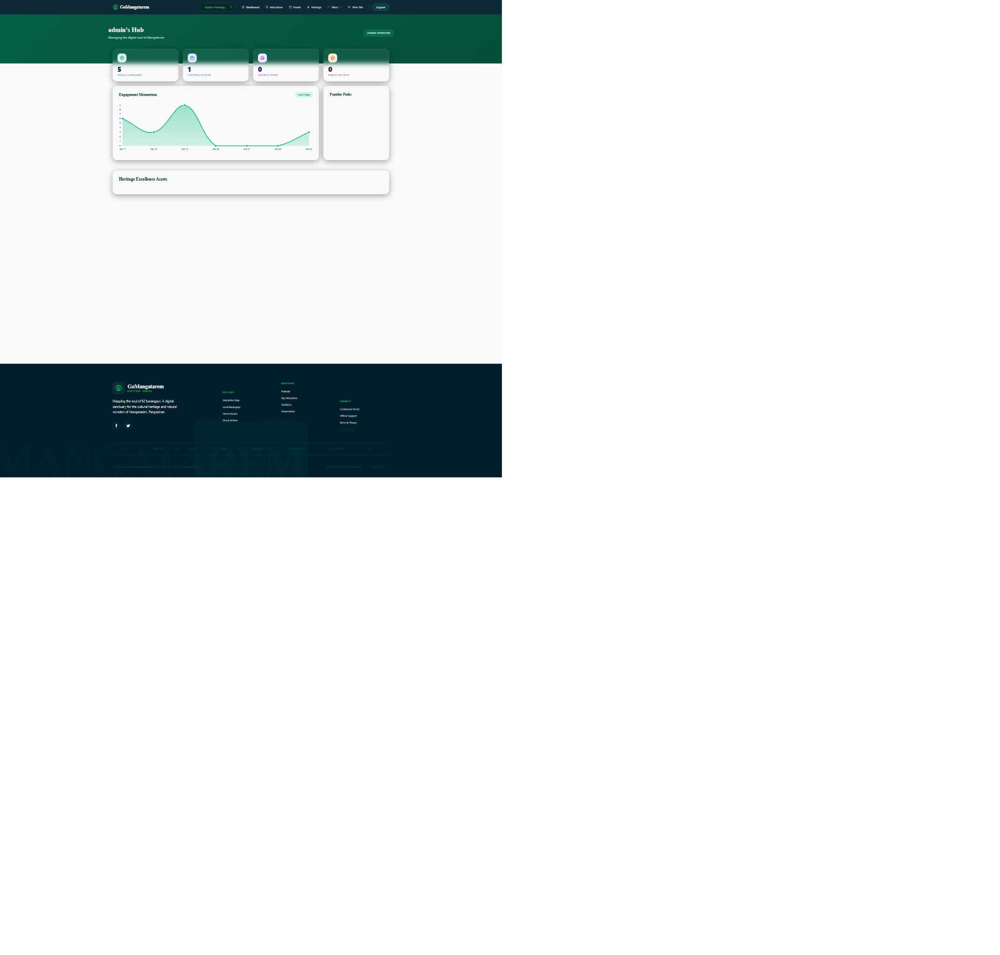 GoMangatarem
Explore Heritage...
Dashboard
Attractions
Events
Heritage
More
View Site
Logout
admin's Hub
Managing the digital soul of Mangatarem
ADMIN OVERVIEW
5
TOTAL LANDMARKS
1
CULTURAL EVENTS
0
ARCHIVE ITEMS
0
PUBLIC REVIEWS
Engagement Momentum
Last 7 Days
9
8
7
6
5
4
3
2
1
0
Apr 17
Apr 18
Apr 19
Apr 20
Apr 21
Apr 22
Apr 23
Popular Peaks
Heritage Excellence Assets
GoMangatarem
HERITAGE PORTAL
Mapping the soul of 82 barangays. A digital
sanctuary for the cultural heritage and natural
wonders of Mangatarem, Pangasinan.
EXPLORE
Interactive Map
Local Barangays
Heroic Routes
Visual Archive
HERITAGE
Festivals
Top Attractions
Traditions
Preservation
CONNECT
Contributor Portal
Official Support
Terms & Privacy
MANGATAREM